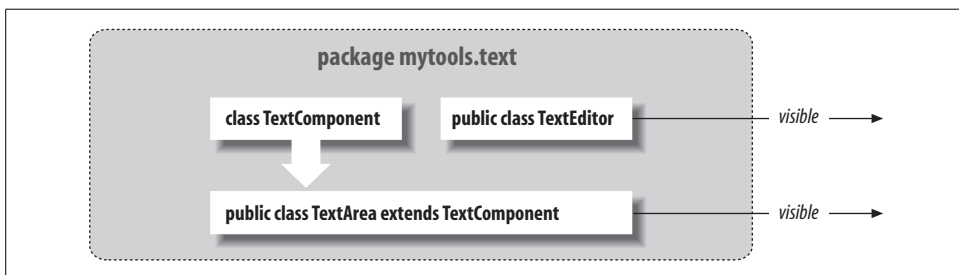 package mytools.text
class TextComponent
public class TextEditor
visible
public class TextArea extends TextComponent
visible